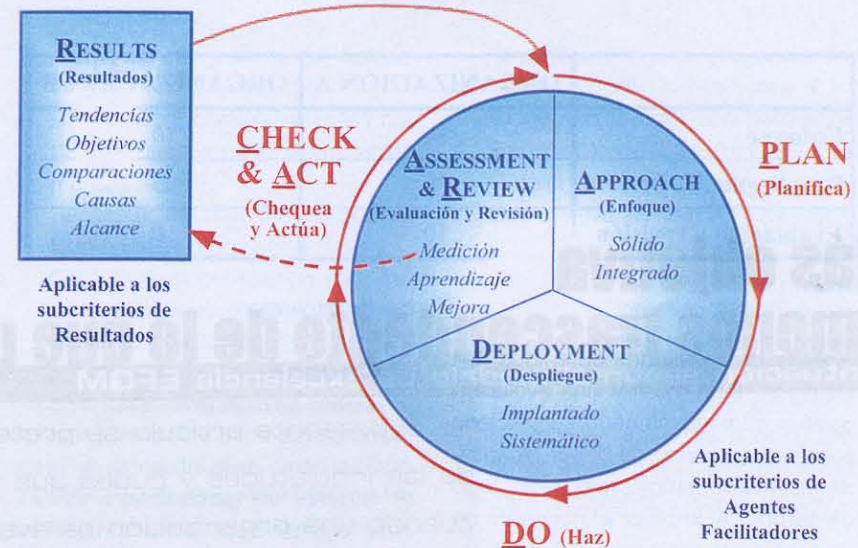 RESULTS
(Resultados)
Tendencias
Objetivos
Comparaciones
Causas
Alcance
Aplicable a los
subcriterios de
Resultados
CHECK
& ACT
(Chequea
y Actúa)
ASSESSMENT
& REVIEW
(Evaluación y Revisión)
Medición
Aprendizaje
Mejora
APPROACH
(Enfoque)
Sólido
Integrado
PLAN
(Planifica)
DEPLOYMENT
(Despliegue)
Implantado
Sistemático
DO (Haz)
Aplicable a los
subcriterios de
Agentes
Facilitadores